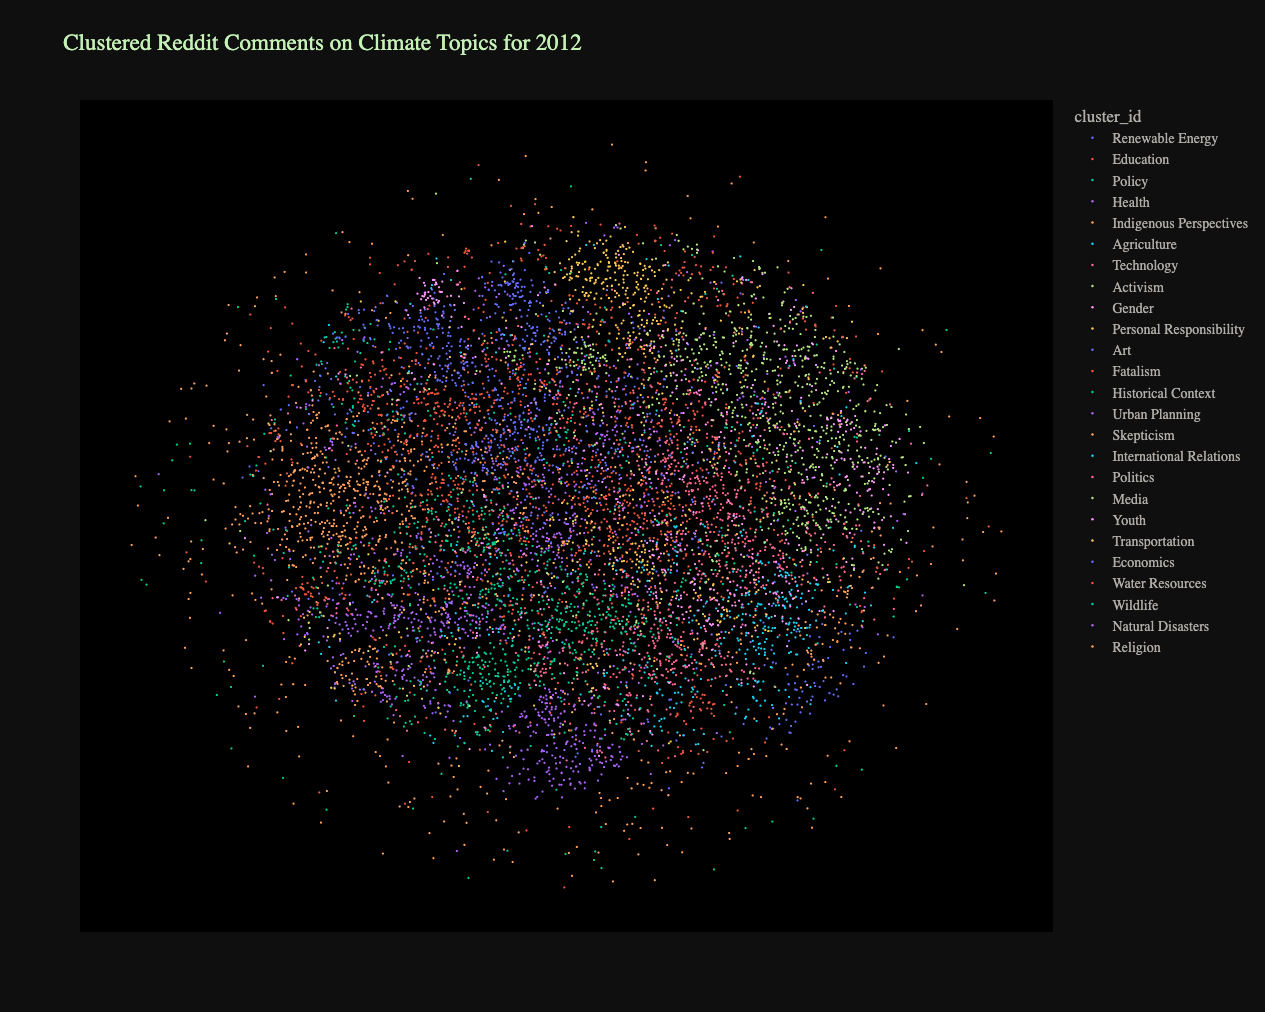 Clustered Reddit Comments on Climate Topics for 2012
cluster_id
Renewable Energy
Education
Policy
Health
Indigenous Perspectives
Agriculture
Technology
Activism
Gender
Personal Responsibility
Art
Fatalism
Historical Context
Urban Planning
Skepticism
International Relations
Politics
Media
Youth
Transportation
Economics
Water Resources
Wildlife
Natural Disasters
Religion